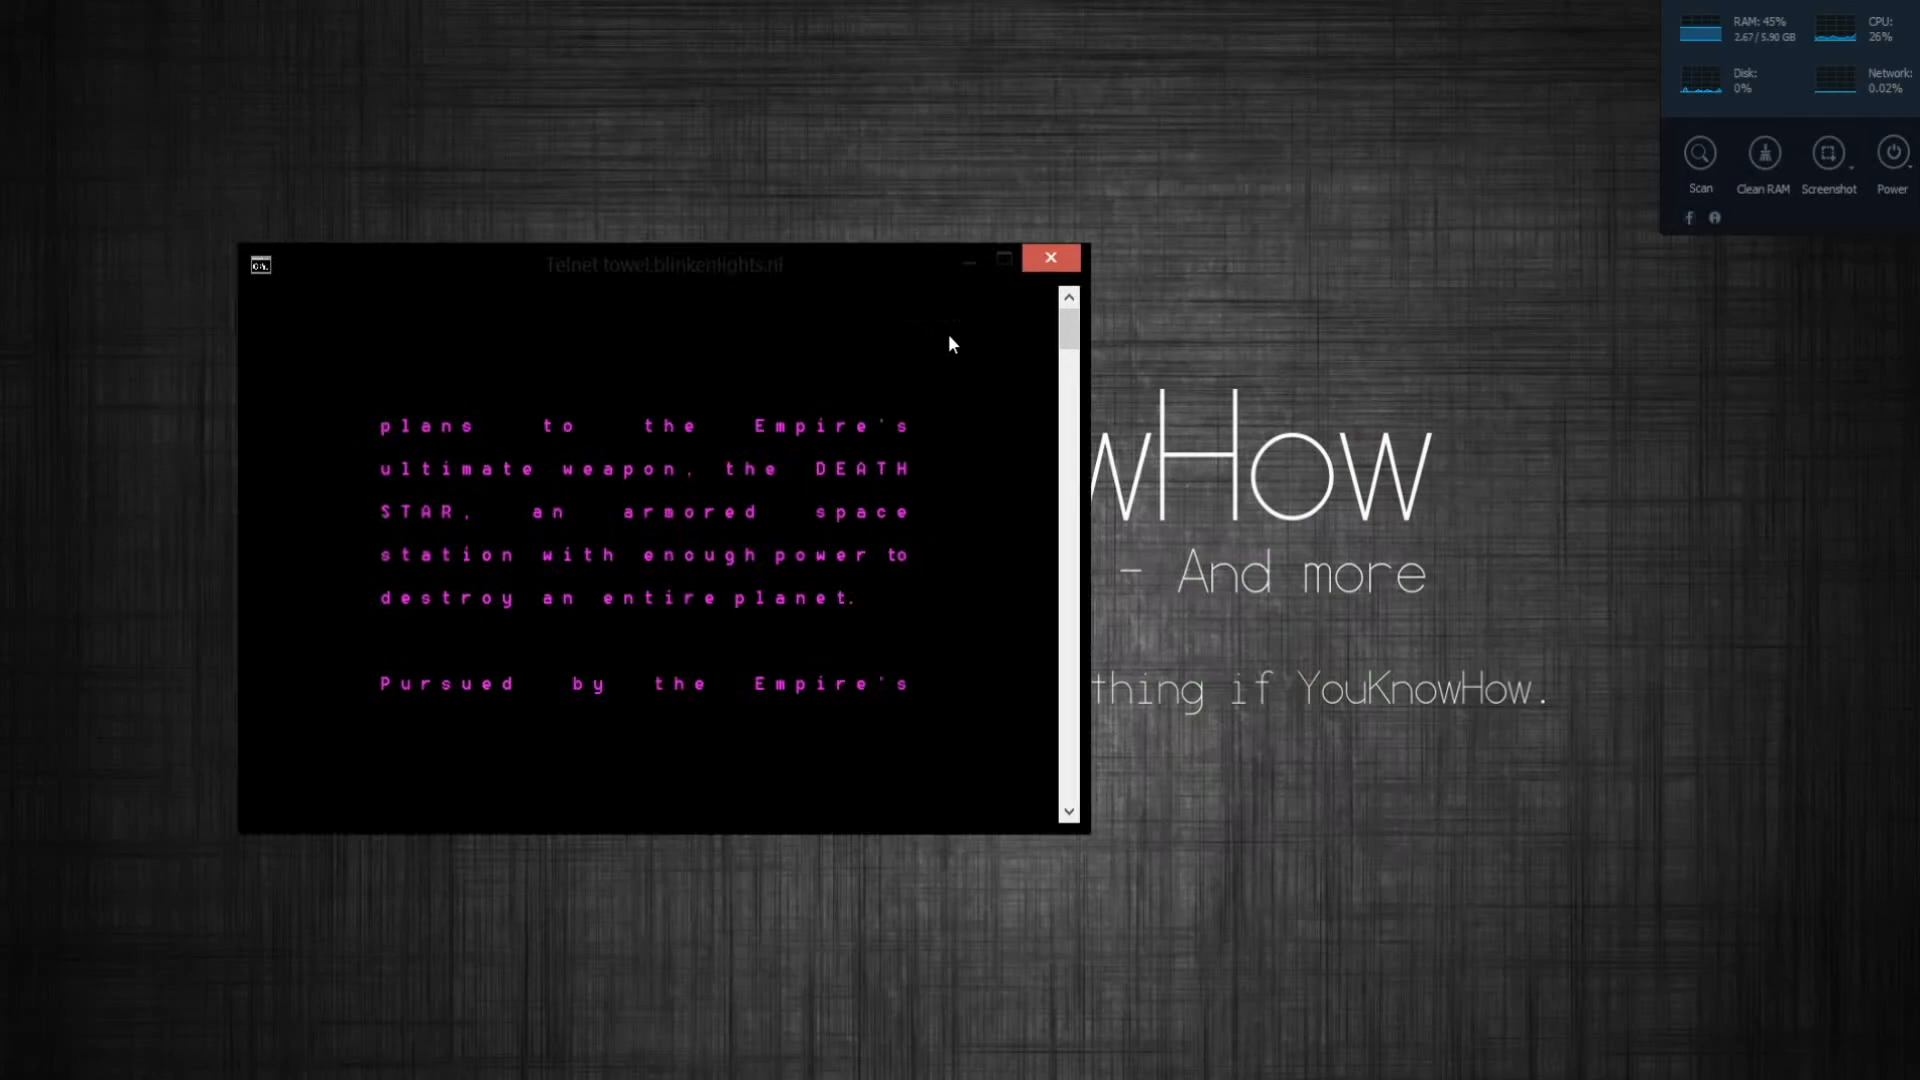 RAM: 45%
2.67 / 5.90 GB
CPU:
26%
Disk:
0%
Network:
0.02%
Scan
Clean RAM
Screenshot
Power
Telnet towel.blinkenlights.nl
plans to the Empire's
ultimate weapon, the DEATH
STAR, an armored space
station with enough power to
destroy an entire planet.
Pursued by the Empire's
wHow
- And more
thing if YouKnowHow.